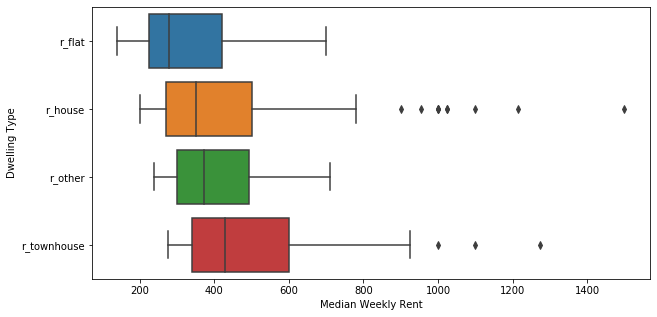 Dwelling Type
r_flat
r_house
r_other
r_townhouse
200 400 600 800 1000 1200 1400
Median Weekly Rent